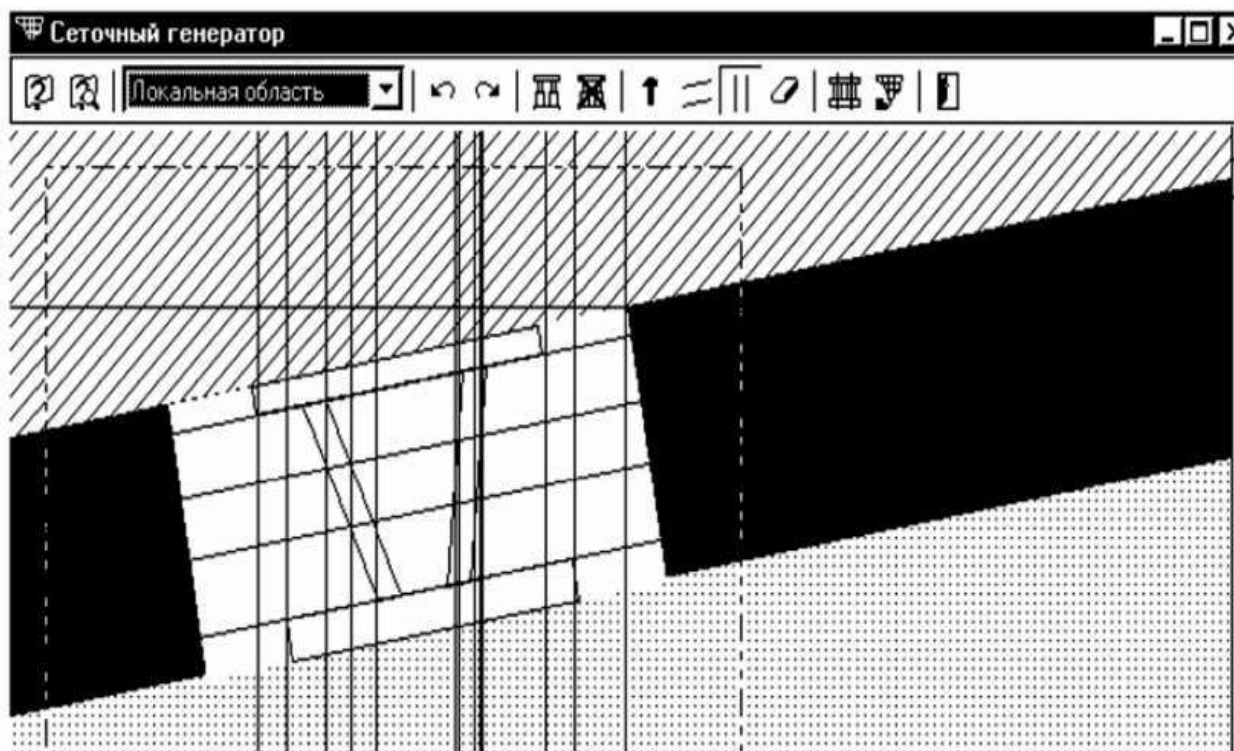 Сеточный генератор
Локальная область